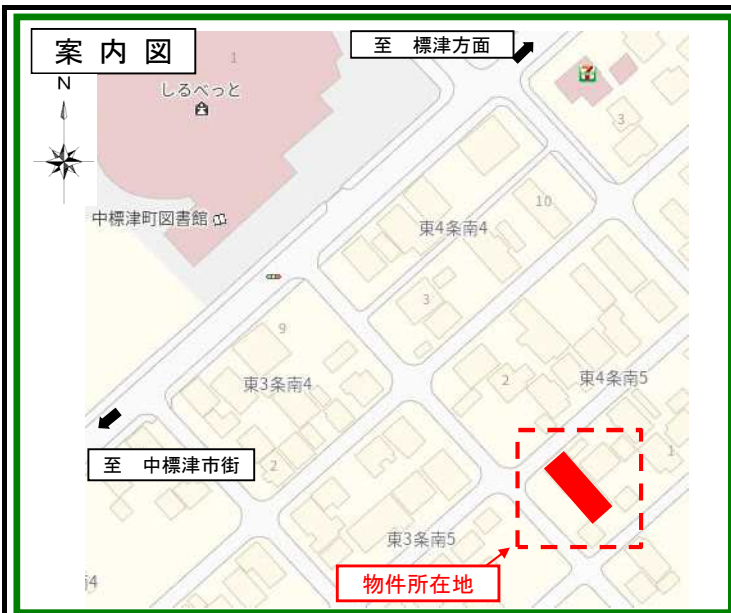 案内図
至 標津方面
N
1
しるべっと
3
中標津町図書館
10
東4条南4
3
9
東3条南4
2
東4条南5
至 中標津市街
2
1
東3条南5
物件所在地